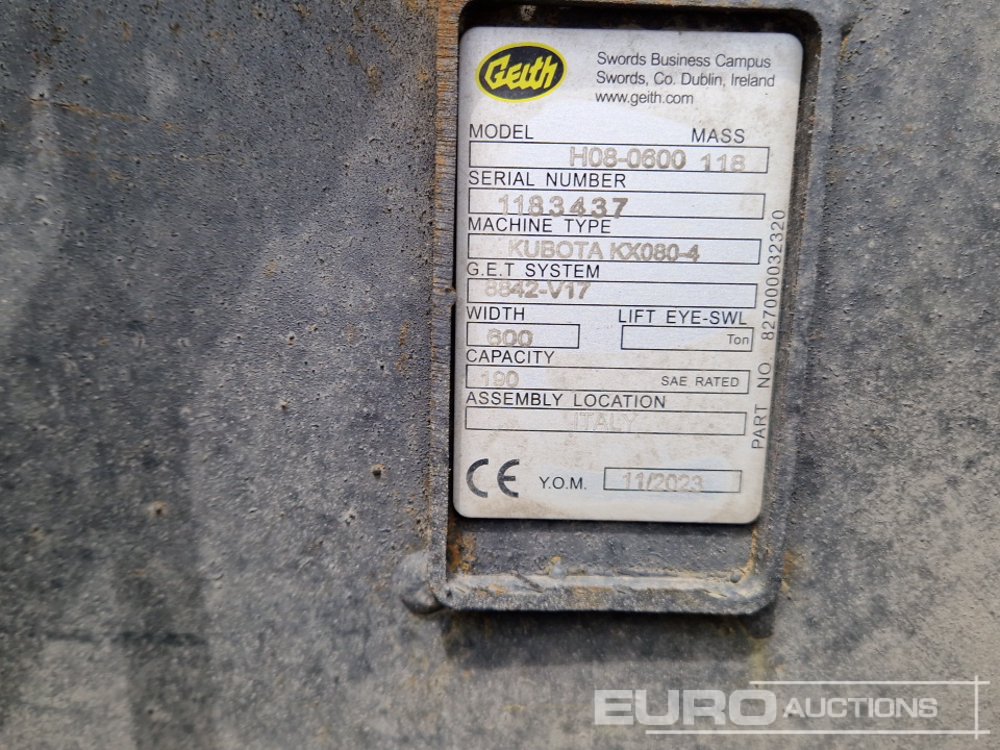 Geith
Swords Business Campus
Swords, Co. Dublin, Ireland
www.geith.com
MODEL MASS
H08-0600 118
SERIAL NUMBER
1183437
MACHINE TYPE
KUBOTA KX080-4
G.E.T SYSTEM
8842-V17
WIDTH LIFT EYE-SWL
600 Ton
CAPACITY
190 SAE RATED
ASSEMBLY LOCATION
ITALY
CE Y.O.M. 11/2023
PART NO 827000032320
EURO AUCTIONS